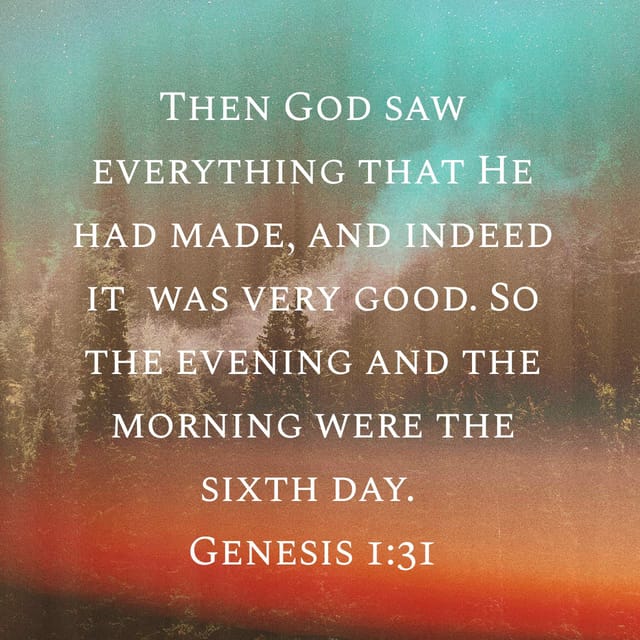 Then God saw
everything that He
had made, and indeed
it  was very good. So
the evening and the
morning were the
sixth day.
Genesis 1:31